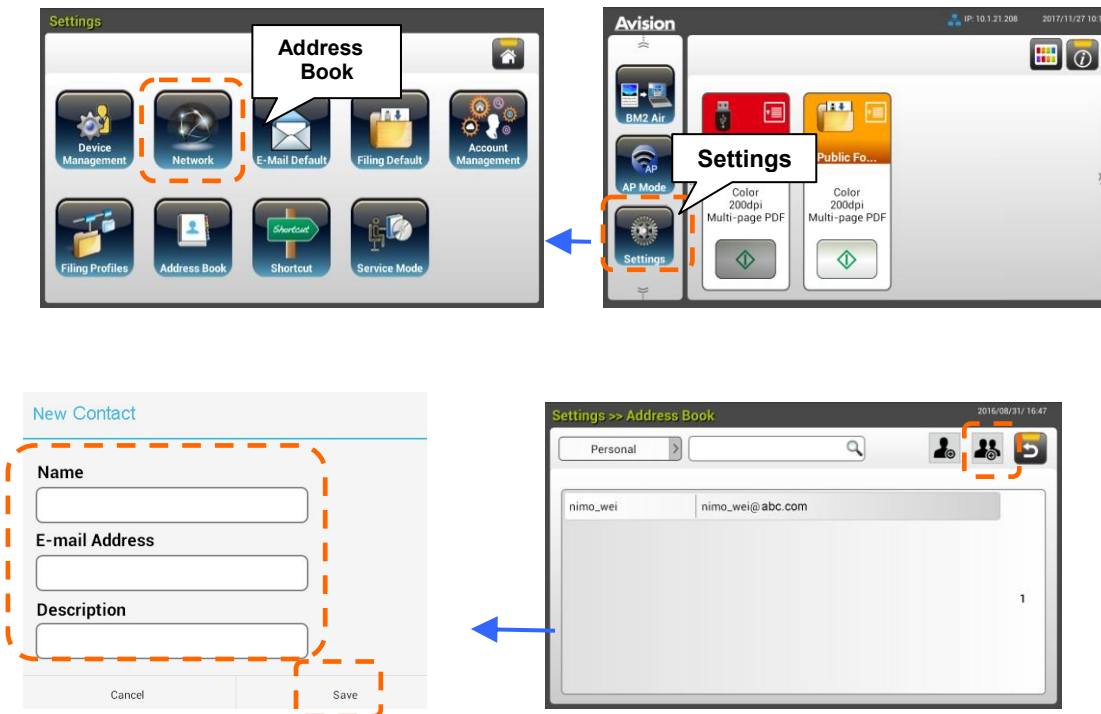 Settings
Address
Book
Device
Management
Network
E-Mail Default
Filing Default
Account
Management
Filing Profiles
Address Book
Shortcut
Shortcut
Service Mode
Avision
IP: 10.1.21.208
2017/11/27 10:1
BM2 Air
AP
AP Mode
Settings
Settings
Public Fo...
Color
200dpi
Multi-page PDF
Color
200dpi
Multi-page PDF
New Contact
Name
E-mail Address
Description
Cancel
Save
Settings >> Address Book
2016/08/31/ 16:47
Personal
nimo_wei
nimo_wei@abc.com
1